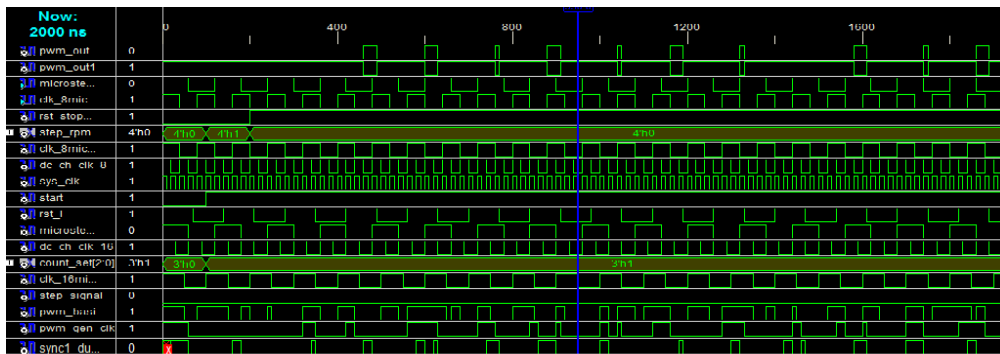 Now:
2000 ns
0 400 800 1200 1600
pwm_out 0
pwm_out1 1
microste... 0
clk_8mic... 1
rst_stop... 1
step_rpm 4'h0 4'h0 4'h1 4'h0
clk_8mic... 1
dc_ch_clk_8 1
sys_clk 1
start 1
rst_i 1
microste... 0
dc_ch_clk_16 1
count_set[2:0] 3'h1 3'h0 3'h1
clk_16mi... 1
step_signal 0
pwm_basi... 1
pwm_gen_clk 1
sync1_du... 0 X